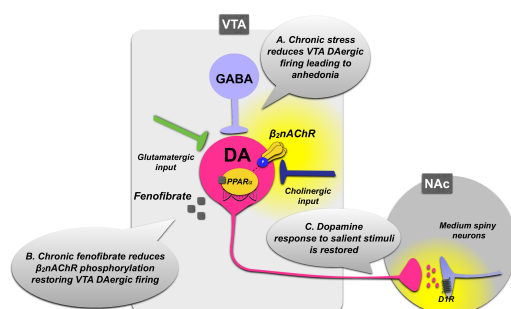 VTA
A. Chronic stress
reduces VTA DAergic
firing leading to
anhedonia
GABA
β₂nAChR
DA
PPARα
Glutamatergic
input
Cholinergic
input
Fenofibrate
NAc
Medium spiny
neurons
C. Dopamine
response to salient stimuli
is restored
B. Chronic fenofibrate reduces
β₂nAChR phosphorylation
restoring VTA DAergic firing
D1R